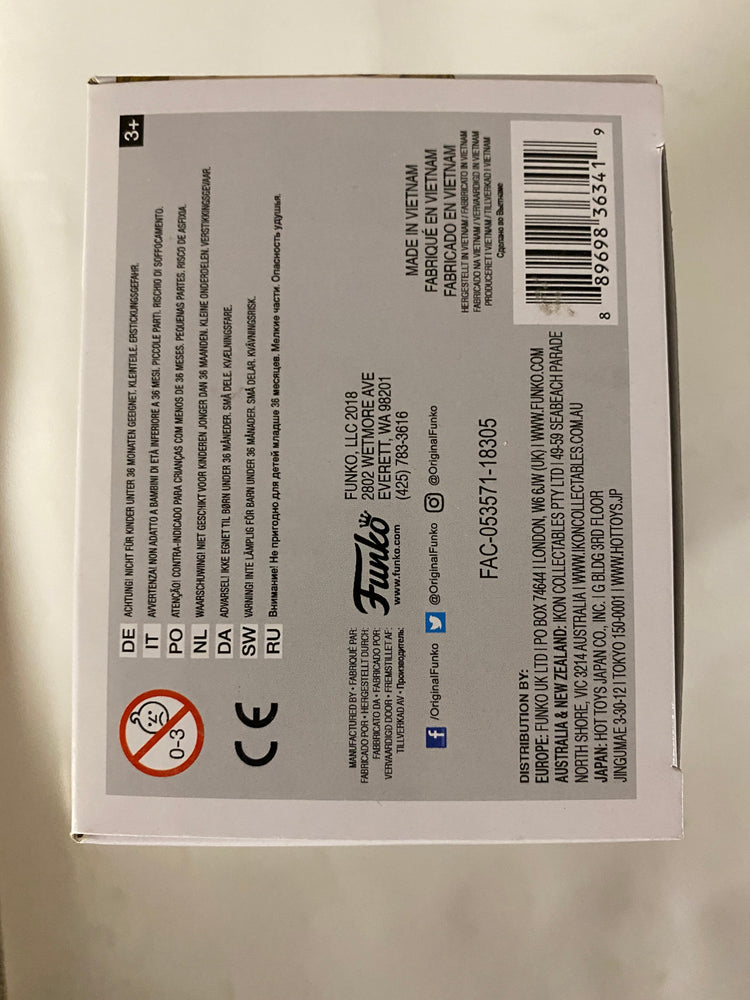 3+
0-3
DE ACHTUNG! NICHT FÜR KINDER UNTER 36 MONATEN GEEIGNET. KLEINTEILE. ERSTICKUNGSGEFAHR.
IT AVVERTENZA! NON ADATTO A BAMBINI DI ETÀ INFERIORE A 36 MESI. PICCOLE PARTI. RISCHIO DI SOFFOCAMENTO.
PO ATENÇÃO! CONTRA-INDICADO PARA CRIANÇAS COM MENOS DE 36 MESES. PEQUENAS PARTES. RISCO DE ASFIXIA.
NL WAARSCHUWING! NIET GESCHIKT VOOR KINDEREN JONGER DAN 36 MAANDEN. KLEINE ONDERDELEN. VERSTIKKINGSGEVAAR.
DA ADVARSEL! IKKE EGNET TIL BØRN UNDER 36 MÅNEDER. SMÅ DELE. KVÆLNINGSFARE.
SW VARNING! INTE LÄMPLIG FÖR BARN UNDER 36 MÅNADER. SMÅ DELAR. KVÄVNINGSRISK.
RU Внимание! Не пригодно для детей младше 36 месяцев. Мелкие части. Опасность удушья.
CE
MANUFACTURED BY • FABRIQUÉ PAR:
FABRICADO POR • HERGESTELLT DURCH:
FABBRICATO DA • FABRICADO POR:
VERVAARDIGD DOOR • FREMSTILLET AF:
TILLVERKAD AV • Производитель:
Funko
www.funko.com
FUNKO, LLC 2018
2802 WETMORE AVE
EVERETT, WA 98201
(425) 783-3616
/OriginalFunko @OriginalFunko @OriginalFunko
FAC-053571-18305
MADE IN VIETNAM
FABRIQUÉ EN VIETNAM
FABRICADO EN VIETNAM
HERGESTELLT IN VIETNAM / FABBRICATO IN VIETNAM
FABRICADO NA VIETNAM / VERVAARDIGD IN VIETNAM
PRODUCERET I VIETNAM / TILLVERKAD I VIETNAM
Сделано во Вьетнаме
8 89698 36341 9
DISTRIBUTION BY:
EUROPE: FUNKO UK LTD I PO BOX 74644 I LONDON, W6 6JW (UK) I WWW.FUNKO.COM
AUSTRALIA & NEW ZEALAND: IKON COLLECTABLES PTY LTD I 49-59 SEABEACH PARADE
NORTH SHORE, VIC 3214 AUSTRALIA I WWW.IKONCOLLECTABLES.COM.AU
JAPAN: HOT TOYS JAPAN CO., INC. I G BLDG 3RD FLOOR
JINGUMAE 3-30-12 I TOKYO 150-0001 I WWW.HOTTOYS.JP